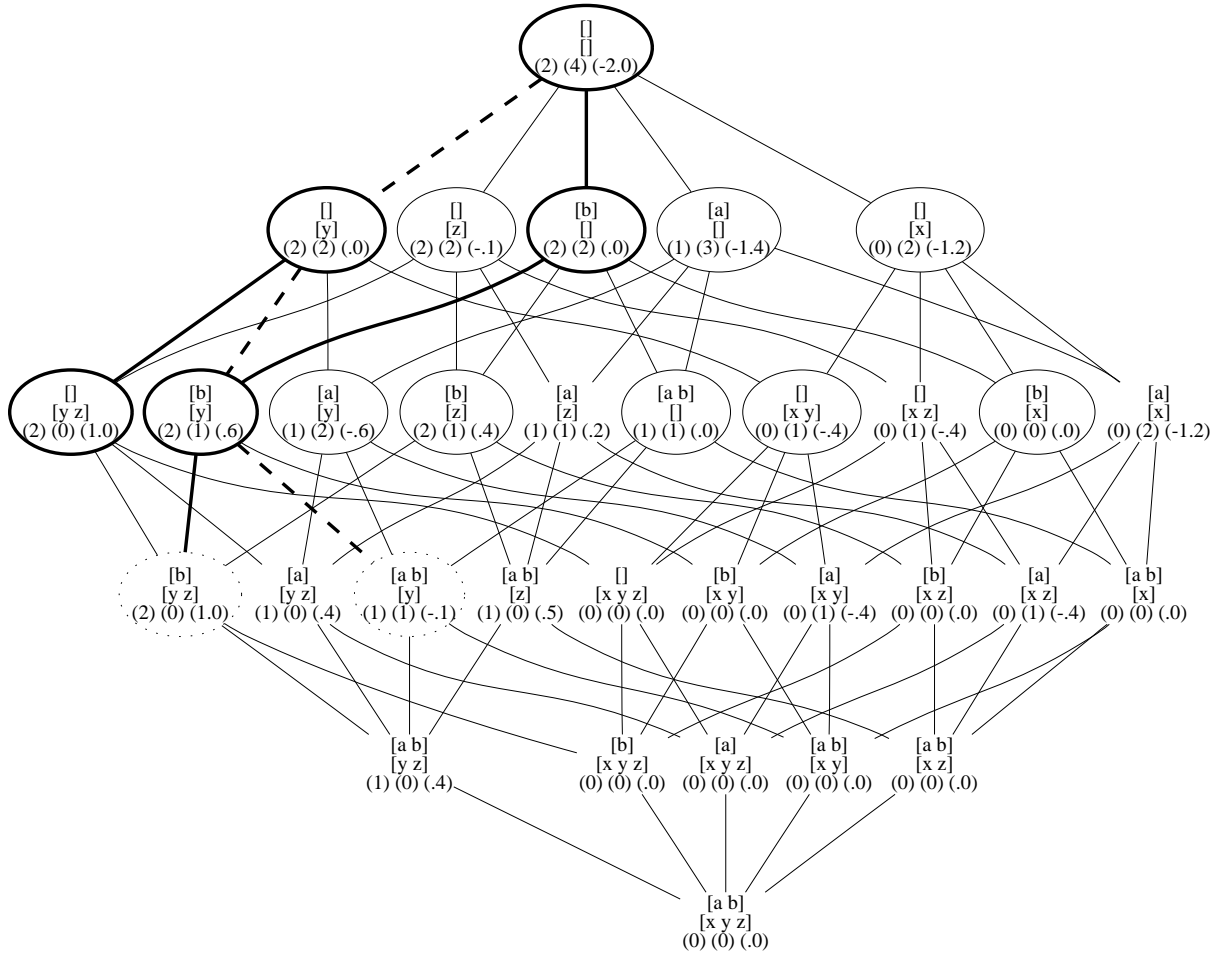 []
[]
(2) (4) (-2.0)
[]
[y]
(2) (2) (.0)
[]
[z]
(2) (2) (-.1)
[b]
[]
(2) (2) (.0)
[a]
[]
(1) (3) (-1.4)
[]
[x]
(0) (2) (-1.2)
[]
[y z]
(2) (0) (1.0)
[b]
[y]
(2) (1) (.6)
[a]
[y]
(1) (2) (-.6)
[b]
[z]
(2) (1) (.4)
[a]
[z]
(1) (1) (.2)
[a b]
[]
(1) (1) (.0)
[]
[x y]
(0) (1) (-.4)
[]
[x z]
(0) (1) (-.4)
[b]
[x]
(0) (0) (.0)
[a]
[x]
(0) (2) (-1.2)
[b]
[y z]
(2) (0) (1.0)
[a]
[y z]
(1) (0) (.4)
[a b]
[y]
(1) (1) (-.1)
[a b]
[z]
(1) (0) (.5)
[]
[x y z]
(0) (0) (.0)
[b]
[x y]
(0) (0) (.0)
[a]
[x y]
(0) (1) (-.4)
[b]
[x z]
(0) (0) (.0)
[a]
[x z]
(0) (1) (-.4)
[a b]
[x]
(0) (0) (.0)
[a b]
[y z]
(1) (0) (.4)
[b]
[x y z]
(0) (0) (.0)
[a]
[x y z]
(0) (0) (.0)
[a b]
[x y]
(0) (0) (.0)
[a b]
[x z]
(0) (0) (.0)
[a b]
[x y z]
(0) (0) (.0)